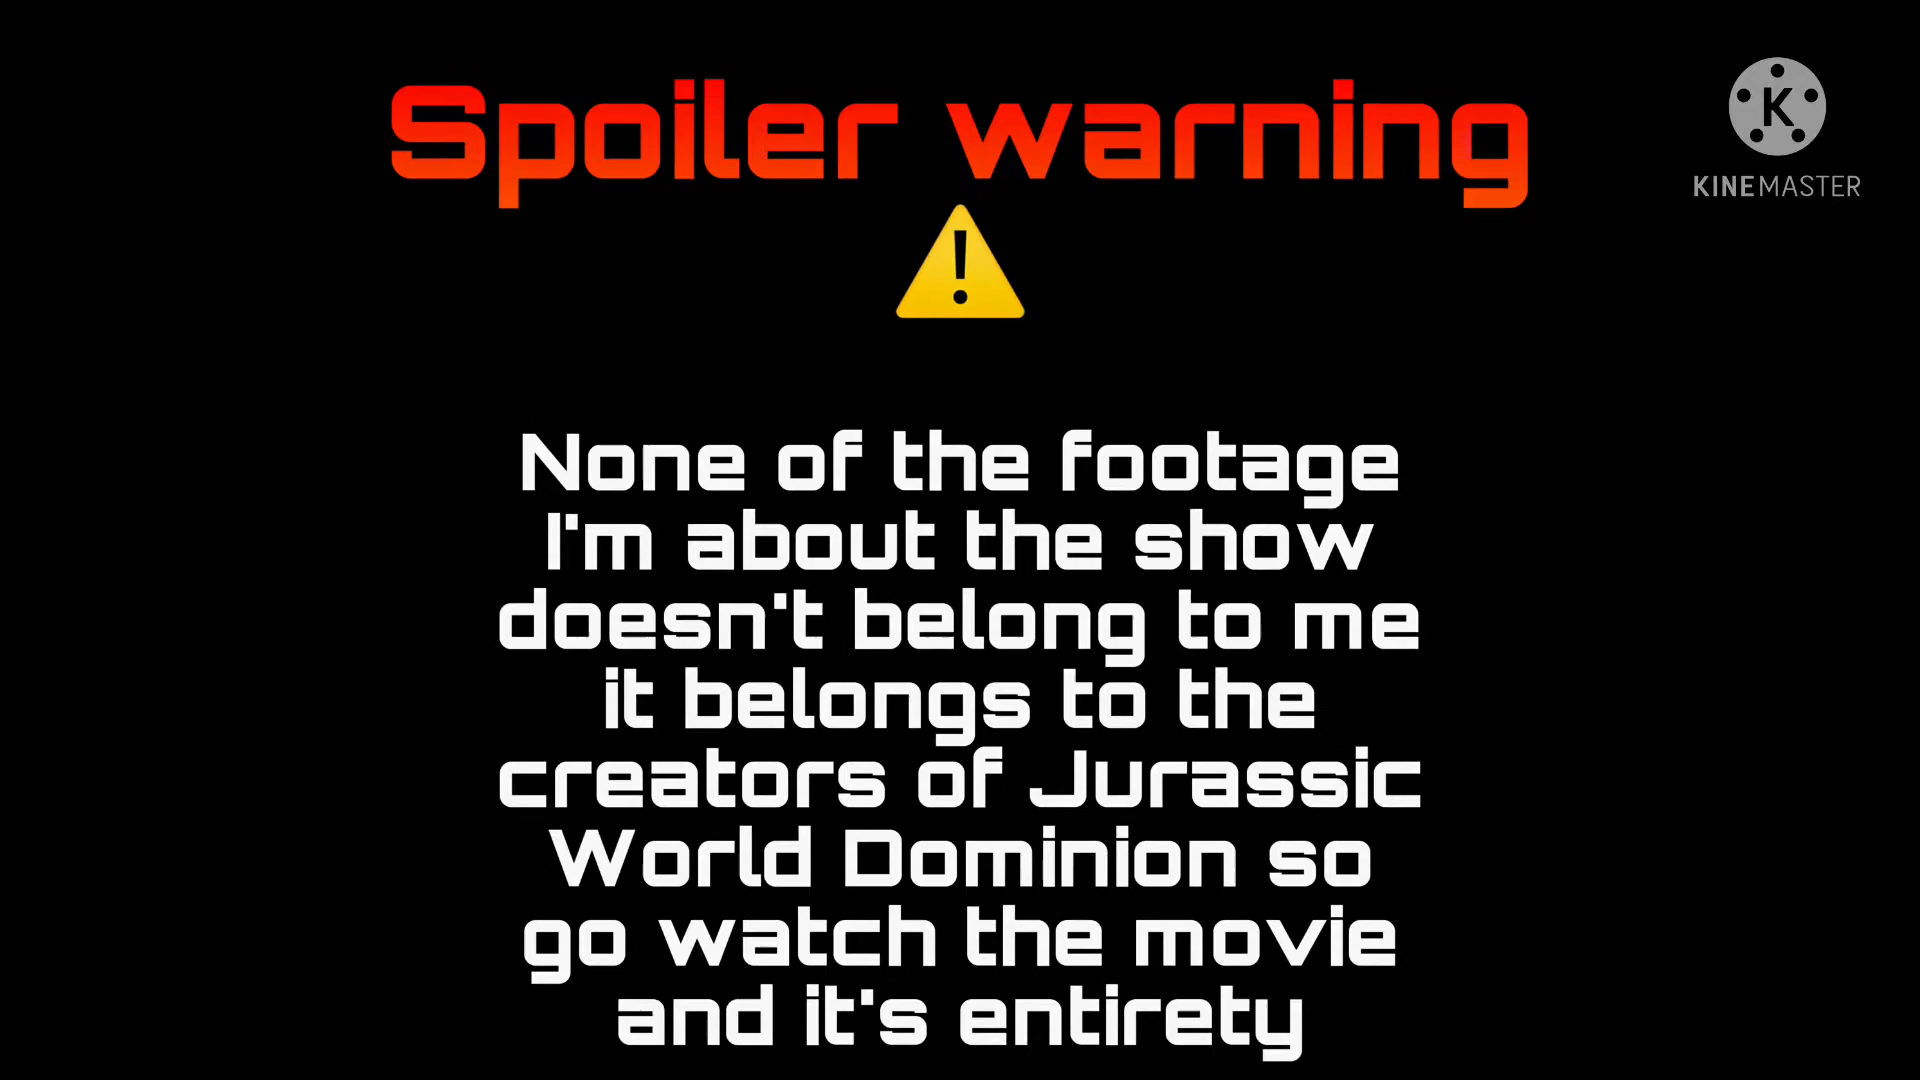 Spoiler warning
⚠️
K
KINEMASTER
None of the footage
I'm about the show
doesn't belong to me
it belongs to the
creators of Jurassic
World Dominion so
go watch the movie
and it's entirety